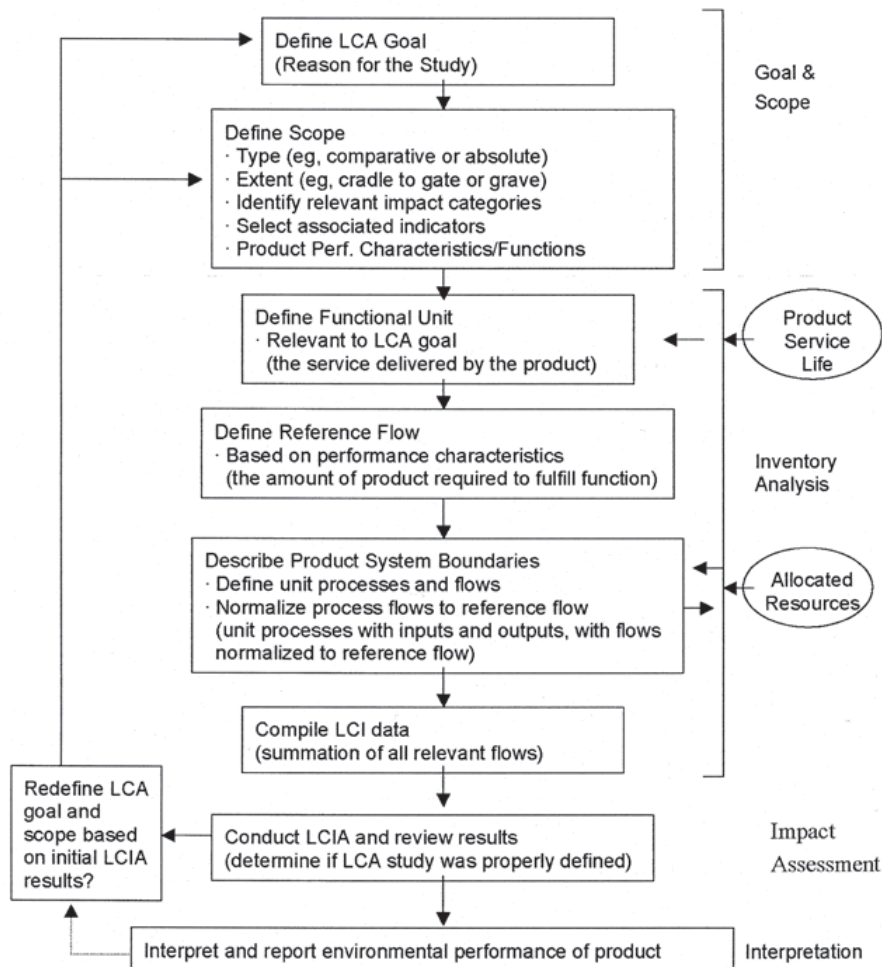 Define LCA Goal
(Reason for the Study)
Goal &
Scope
Define Scope
· Type (eg, comparative or absolute)
· Extent (eg, cradle to gate or grave)
· Identify relevant impact categories
· Select associated indicators
· Product Perf. Characteristics/Functions
Define Functional Unit
· Relevant to LCA goal
(the service delivered by the product)
Product
Service
Life
Define Reference Flow
· Based on performance characteristics
(the amount of product required to fulfill function)
Inventory
Analysis
Describe Product System Boundaries
· Define unit processes and flows
· Normalize process flows to reference flow
(unit processes with inputs and outputs, with flows
normalized to reference flow)
Allocated
Resources
Compile LCI data
(summation of all relevant flows)
Redefine LCA
goal and
scope based
on initial LCIA
results?
Conduct LCIA and review results
(determine if LCA study was properly defined)
Impact
Assessment
Interpret and report environmental performance of product
Interpretation